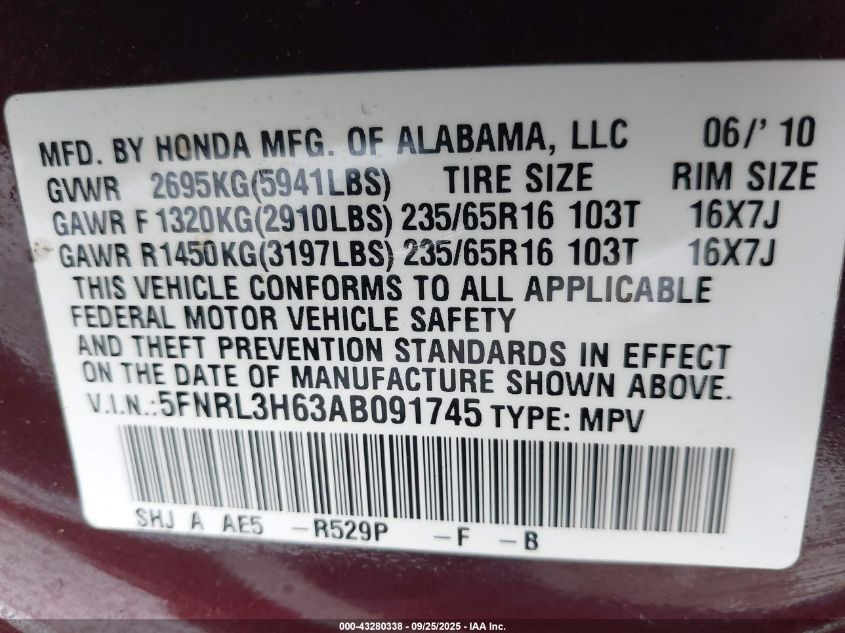 MFD. BY HONDA MFG. OF ALABAMA, LLC 06/' 10
GVWR 2695KG(5941LBS) TIRE SIZE RIM SIZE
GAWR F 1320KG(2910LBS) 235/65R16 103T 16X7J
GAWR R1450KG(3197LBS) 235/65R16 103T 16X7J
THIS VEHICLE CONFORMS TO ALL APPLICABLE
FEDERAL MOTOR VEHICLE SAFETY
AND THEFT PREVENTION STANDARDS IN EFFECT
ON THE DATE OF MANUFACTURE SHOWN ABOVE.
V.I.N.:5FNRL3H63AB091745 TYPE: MPV
SHJ A AE5 -R529P -F -B
000-43280338 - 09/25/2025 - IAA Inc.